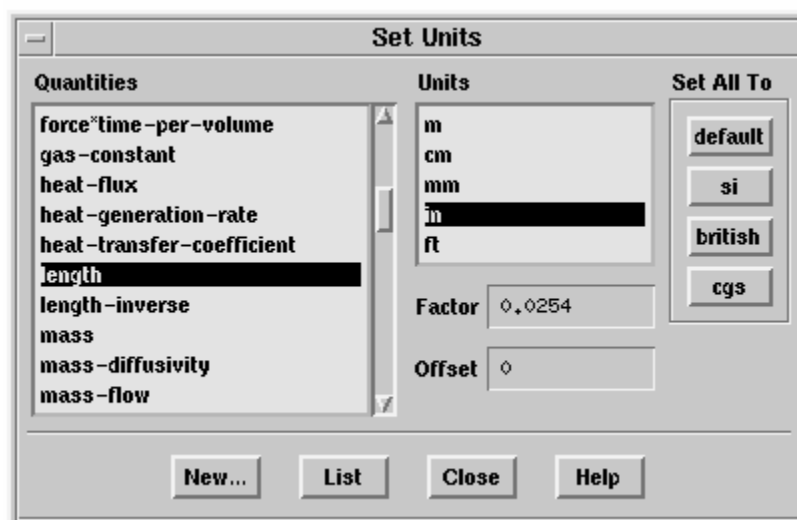 Set Units
Quantities
force*time-per-volume
gas-constant
heat-flux
heat-generation-rate
heat-transfer-coefficient
length
length-inverse
mass
mass-diffusivity
mass-flow
Units
m
cm
mm
in
ft
Factor 0.0254
Offset 0
Set All To
default
si
british
cgs
New... List Close Help